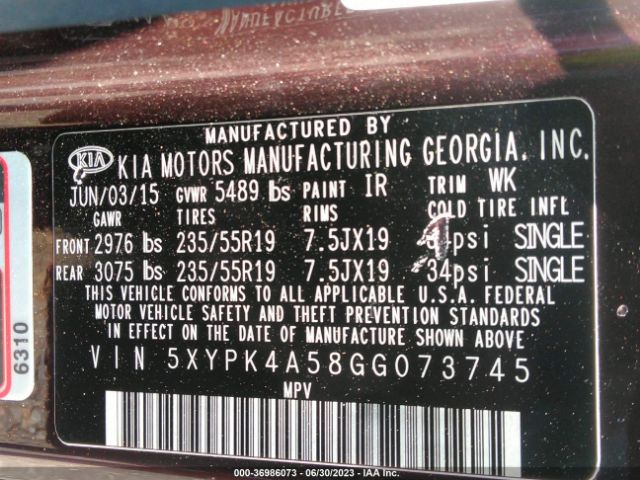 MANUFACTURED BY
KIA KIA MOTORS MANUFACTURING GEORGIA, INC.
JUN/03/15 GVWR 5489 lbs PAINT IR TRIM WK
GAWR TIRES RIMS COLD TIRE INFL
FRONT 2976 lbs 235/55R19 7.5JX19 psi SINGLE
REAR 3075 lbs 235/55R19 7.5JX19 34psi SINGLE
THIS VEHICLE CONFORMS TO ALL APPLICABLE U.S.A. FEDERAL
MOTOR VEHICLE SAFETY AND THEFT PREVENTION STANDARDS
IN EFFECT ON THE DATE OF MANUFACTURE SHOWN ABOVE
VIN 5XYPK4A58GG073745
MPV
6310
000-36986073 - 06/30/2023 - IAA Inc.